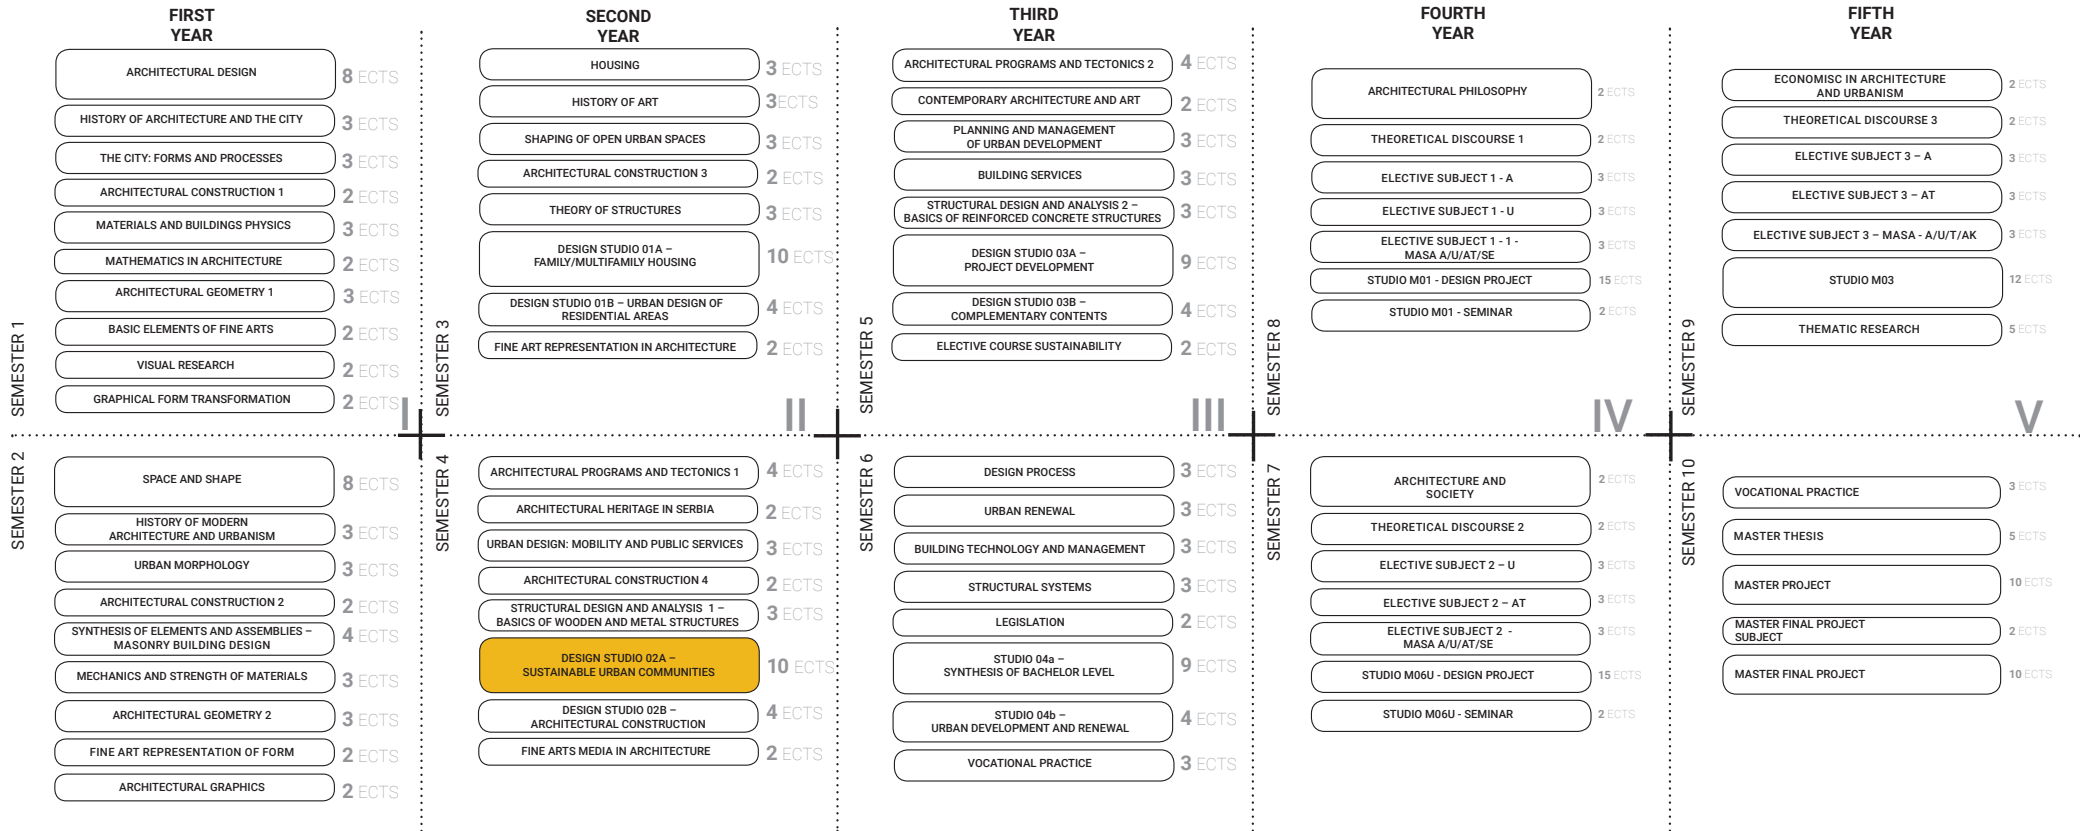 FIRST
YEAR
SEMESTER 1
ARCHITECTURAL DESIGN
8 ECTS
HISTORY OF ARCHITECTURE AND THE CITY
3 ECTS
THE CITY: FORMS AND PROCESSES
3 ECTS
ARCHITECTURAL CONSTRUCTION 1
2 ECTS
MATERIALS AND BUILDINGS PHYSICS
3 ECTS
MATHEMATICS IN ARCHITECTURE
2 ECTS
ARCHITECTURAL GEOMETRY 1
3 ECTS
BASIC ELEMENTS OF FINE ARTS
2 ECTS
VISUAL RESEARCH
2 ECTS
GRAPHICAL FORM TRANSFORMATION
2 ECTS
I
SEMESTER 2
SPACE AND SHAPE
8 ECTS
HISTORY OF MODERN
ARCHITECTURE AND URBANISM
3 ECTS
URBAN MORPHOLOGY
3 ECTS
ARCHITECTURAL CONSTRUCTION 2
2 ECTS
SYNTHESIS OF ELEMENTS AND ASSEMBLIES –
MASONRY BUILDING DESIGN
4 ECTS
MECHANICS AND STRENGTH OF MATERIALS
3 ECTS
ARCHITECTURAL GEOMETRY 2
3 ECTS
FINE ART REPRESENTATION OF FORM
2 ECTS
ARCHITECTURAL GRAPHICS
2 ECTS
SECOND
YEAR
SEMESTER 3
HOUSING
3 ECTS
HISTORY OF ART
3ECTS
SHAPING OF OPEN URBAN SPACES
3 ECTS
ARCHITECTURAL CONSTRUCTION 3
2 ECTS
THEORY OF STRUCTURES
3 ECTS
DESIGN STUDIO 01A –
FAMILY/MULTIFAMILY HOUSING
10 ECTS
DESIGN STUDIO 01B – URBAN DESIGN OF
RESIDENTIAL AREAS
4 ECTS
FINE ART REPRESENTATION IN ARCHITECTURE
2 ECTS
II
SEMESTER 4
ARCHITECTURAL PROGRAMS AND TECTONICS 1
4 ECTS
ARCHITECTURAL HERITAGE IN SERBIA
2 ECTS
URBAN DESIGN: MOBILITY AND PUBLIC SERVICES
3 ECTS
ARCHITECTURAL CONSTRUCTION 4
2 ECTS
STRUCTURAL DESIGN AND ANALYSIS 1 –
BASICS OF WOODEN AND METAL STRUCTURES
3 ECTS
DESIGN STUDIO 02A –
SUSTAINABLE URBAN COMMUNITIES
10 ECTS
DESIGN STUDIO 02B –
ARCHITECTURAL CONSTRUCTION
4 ECTS
FINE ARTS MEDIA IN ARCHITECTURE
2 ECTS
THIRD
YEAR
SEMESTER 5
ARCHITECTURAL PROGRAMS AND TECTONICS 2
4 ECTS
CONTEMPORARY ARCHITECTURE AND ART
2 ECTS
PLANNING AND MANAGEMENT
OF URBAN DEVELOPMENT
3 ECTS
BUILDING SERVICES
3 ECTS
STRUCTURAL DESIGN AND ANALYSIS 2 –
BASICS OF REINFORCED CONCRETE STRUCTURES
3 ECTS
DESIGN STUDIO 03A –
PROJECT DEVELOPMENT
9 ECTS
DESIGN STUDIO 03B –
COMPLEMENTARY CONTENTS
4 ECTS
ELECTIVE COURSE SUSTAINABILITY
2 ECTS
III
SEMESTER 6
DESIGN PROCESS
3 ECTS
URBAN RENEWAL
3 ECTS
BUILDING TECHNOLOGY AND MANAGEMENT
3 ECTS
STRUCTURAL SYSTEMS
3 ECTS
LEGISLATION
2 ECTS
STUDIO 04a –
SYNTHESIS OF BACHELOR LEVEL
9 ECTS
STUDIO 04b –
URBAN DEVELOPMENT AND RENEWAL
4 ECTS
VOCATIONAL PRACTICE
3 ECTS
FOURTH
YEAR
SEMESTER 8
ARCHITECTURAL PHILOSOPHY
2 ECTS
THEORETICAL DISCOURSE 1
2 ECTS
ELECTIVE SUBJECT 1 - A
3 ECTS
ELECTIVE SUBJECT 1 - U
3 ECTS
ELECTIVE SUBJECT 1 - 1 -
MASA A/U/AT/SE
3 ECTS
STUDIO M01 - DESIGN PROJECT
15 ECTS
STUDIO M01 - SEMINAR
2 ECTS
IV
SEMESTER 7
ARCHITECTURE AND
SOCIETY
2 ECTS
THEORETICAL DISCOURSE 2
2 ECTS
ELECTIVE SUBJECT 2 – U
3 ECTS
ELECTIVE SUBJECT 2 – AT
3 ECTS
ELECTIVE SUBJECT 2 -
MASA A/U/AT/SE
3 ECTS
STUDIO M06U - DESIGN PROJECT
15 ECTS
STUDIO M06U - SEMINAR
2 ECTS
FIFTH
YEAR
SEMESTER 9
ECONOMISC IN ARCHITECTURE
AND URBANISM
2 ECTS
THEORETICAL DISCOURSE 3
2 ECTS
ELECTIVE SUBJECT 3 – A
3 ECTS
ELECTIVE SUBJECT 3 – AT
3 ECTS
ELECTIVE SUBJECT 3 – MASA - A/U/T/AK
3 ECTS
STUDIO M03
12 ECTS
THEMATIC RESEARCH
5 ECTS
V
SEMESTER 10
VOCATIONAL PRACTICE
3 ECTS
MASTER THESIS
5 ECTS
MASTER PROJECT
10 ECTS
MASTER FINAL PROJECT
SUBJECT
2 ECTS
MASTER FINAL PROJECT
10 ECTS